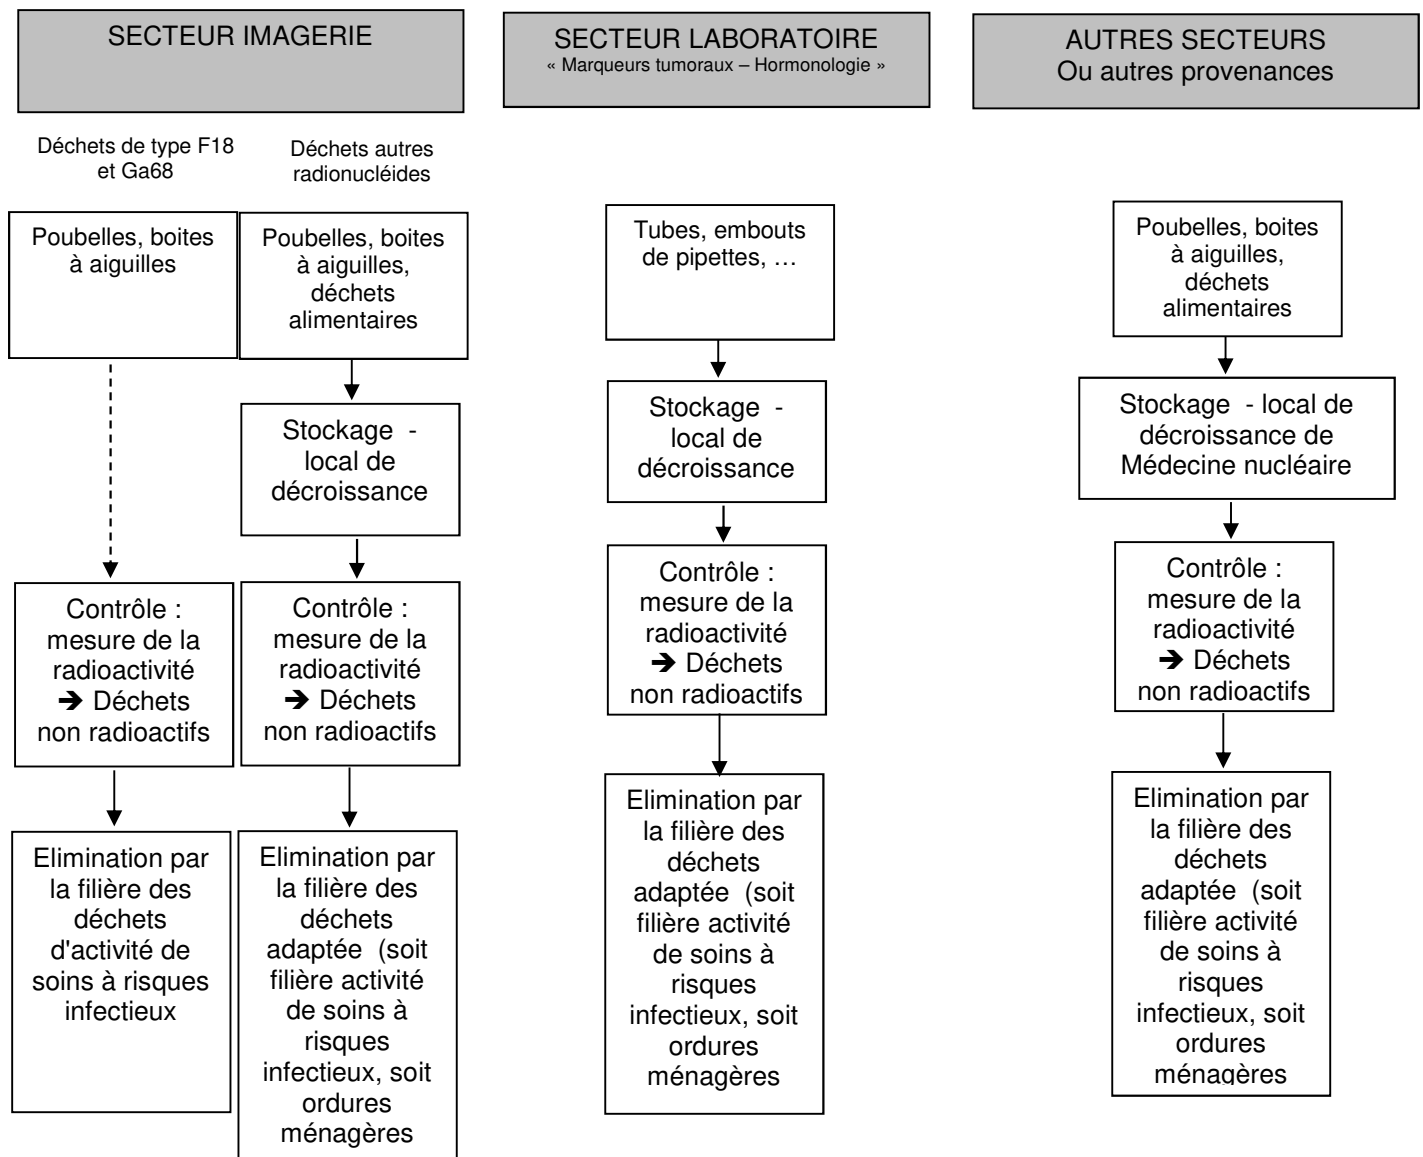 SECTEUR IMAGERIE
SECTEUR LABORATOIRE
« Marqueurs tumoraux – Hormonologie »
AUTRES SECTEURS
Ou autres provenances
Déchets de type F18
et Ga68
Déchets autres
radionucléides
Poubelles, boites
à aiguilles
Poubelles, boites
à aiguilles,
déchets
alimentaires
Tubes, embouts
de pipettes, …
Poubelles, boites
à aiguilles,
déchets
alimentaires
Stockage -
local de
décroissance
Stockage -
local de
décroissance
Stockage - local de
décroissance de
Médecine nucléaire
Contrôle :
mesure de la
radioactivité
➔ Déchets
non radioactifs
Contrôle :
mesure de la
radioactivité
➔ Déchets
non radioactifs
Contrôle :
mesure de la
radioactivité
➔ Déchets
non radioactifs
Contrôle :
mesure de la
radioactivité
➔ Déchets
non radioactifs
Elimination par
la filière des
déchets
d'activité de
soins à risques
infectieux
Elimination par
la filière des
déchets
adaptée (soit
filière activité
de soins à
risques
infectieux, soit
ordures
ménagères
Elimination par
la filière des
déchets
adaptée (soit
filière activité
de soins à
risques
infectieux, soit
ordures
ménagères
Elimination par
la filière des
déchets
adaptée (soit
filière activité
de soins à
risques
infectieux, soit
ordures
ménagères